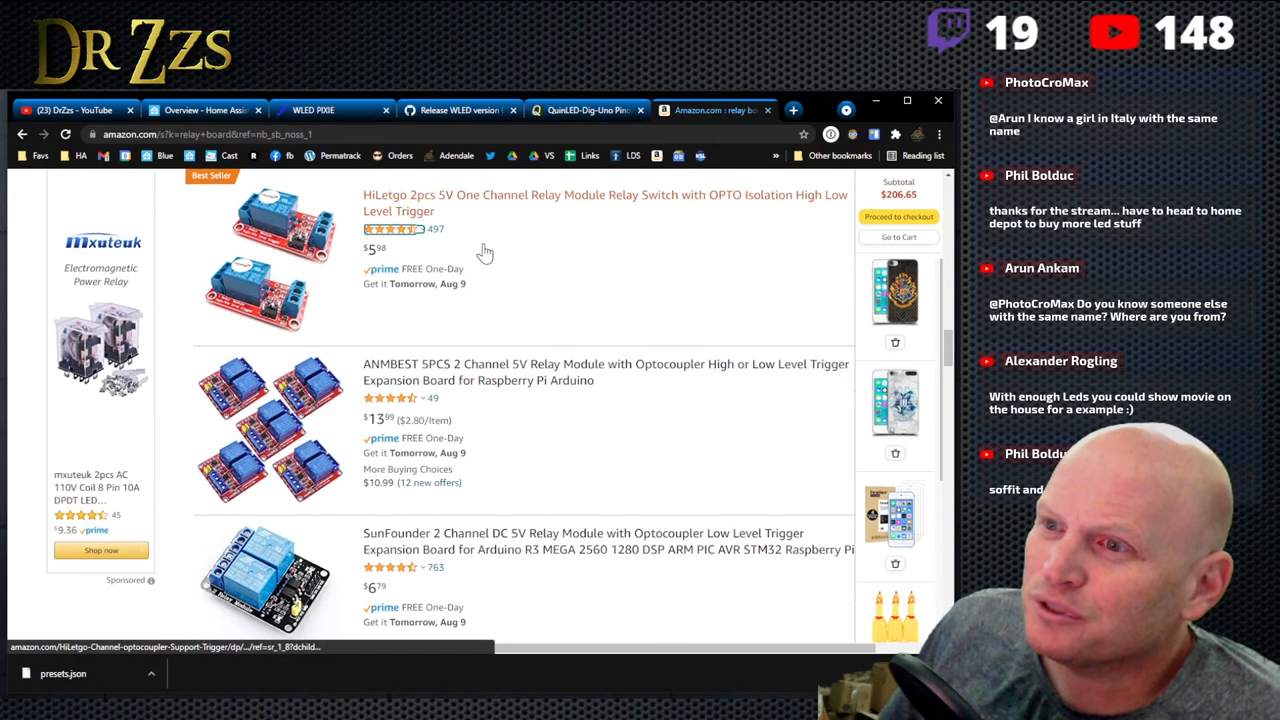 DR ZZS
19
148
(23) DrZzs - YouTube
Overview - Home Assis
WLED PIXIE
Release WLED version
QuinLED-Dig-Uno Pino
Amazon.com : relay bo
amazon.com/s?k=relay+board&ref=nb_sb_noss_1
Favs
HA
Blue
Cast
fb
Permatrack
Orders
Adendale
VS
Links
LDS
KSL
»
Other bookmarks
Reading list
mxuteuk
Electromagnetic
Power Relay
mxuteuk 2pcs AC
110V Coil 8 Pin 10A
DPDT LED...
45
$9.36 prime
Shop now
Sponsored
Best Seller
HiLetgo 2pcs 5V One Channel Relay Module Relay Switch with OPTO Isolation High Low
Level Trigger
497
$5.98
prime FREE One-Day
Get it Tomorrow, Aug 9
ANMBEST 5PCS 2 Channel 5V Relay Module with Optocoupler High or Low Level Trigger
Expansion Board for Raspberry Pi Arduino
49
$13.99 ($2.80/Item)
prime FREE One-Day
Get it Tomorrow, Aug 9
More Buying Choices
$10.99 (12 new offers)
SunFounder 2 Channel DC 5V Relay Module with Optocoupler Low Level Trigger
Expansion Board for Arduino R3 MEGA 2560 1280 DSP ARM PIC AVR STM32 Raspberry Pi
763
$6.79
prime FREE One-Day
Get it Tomorrow, Aug 9
Subtotal
$206.65
Proceed to checkout
Go to Cart
amazon.com/HiLetgo-Channel-optocoupler-Support-Trigger/dp/.../ref=sr_1_8?dchild...
presets.json
PhotoCroMax
@Arun I know a girl in Italy with the same
name
Phil Bolduc
thanks for the stream... have to head to home
depot to buy more led stuff
Arun Ankam
@PhotoCroMax Do you know someone else
with the same name? Where are you from?
Alexander Rogling
With enough Leds you could show movie on
the house for a example :)
Phil Boldu
soffit and